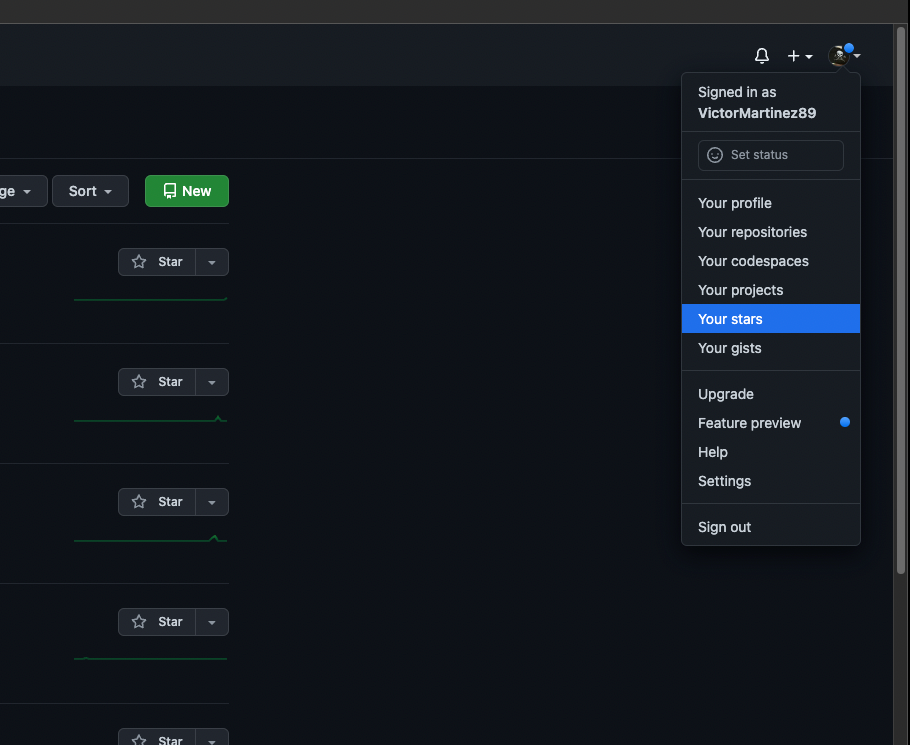 Signed in as
VictorMartinez89
Set status
ge
Sort
New
Your profile
Your repositories
Your codespaces
Your projects
Your stars
Your gists
Upgrade
Feature preview
Help
Settings
Sign out
Star
Star
Star
Star
Star